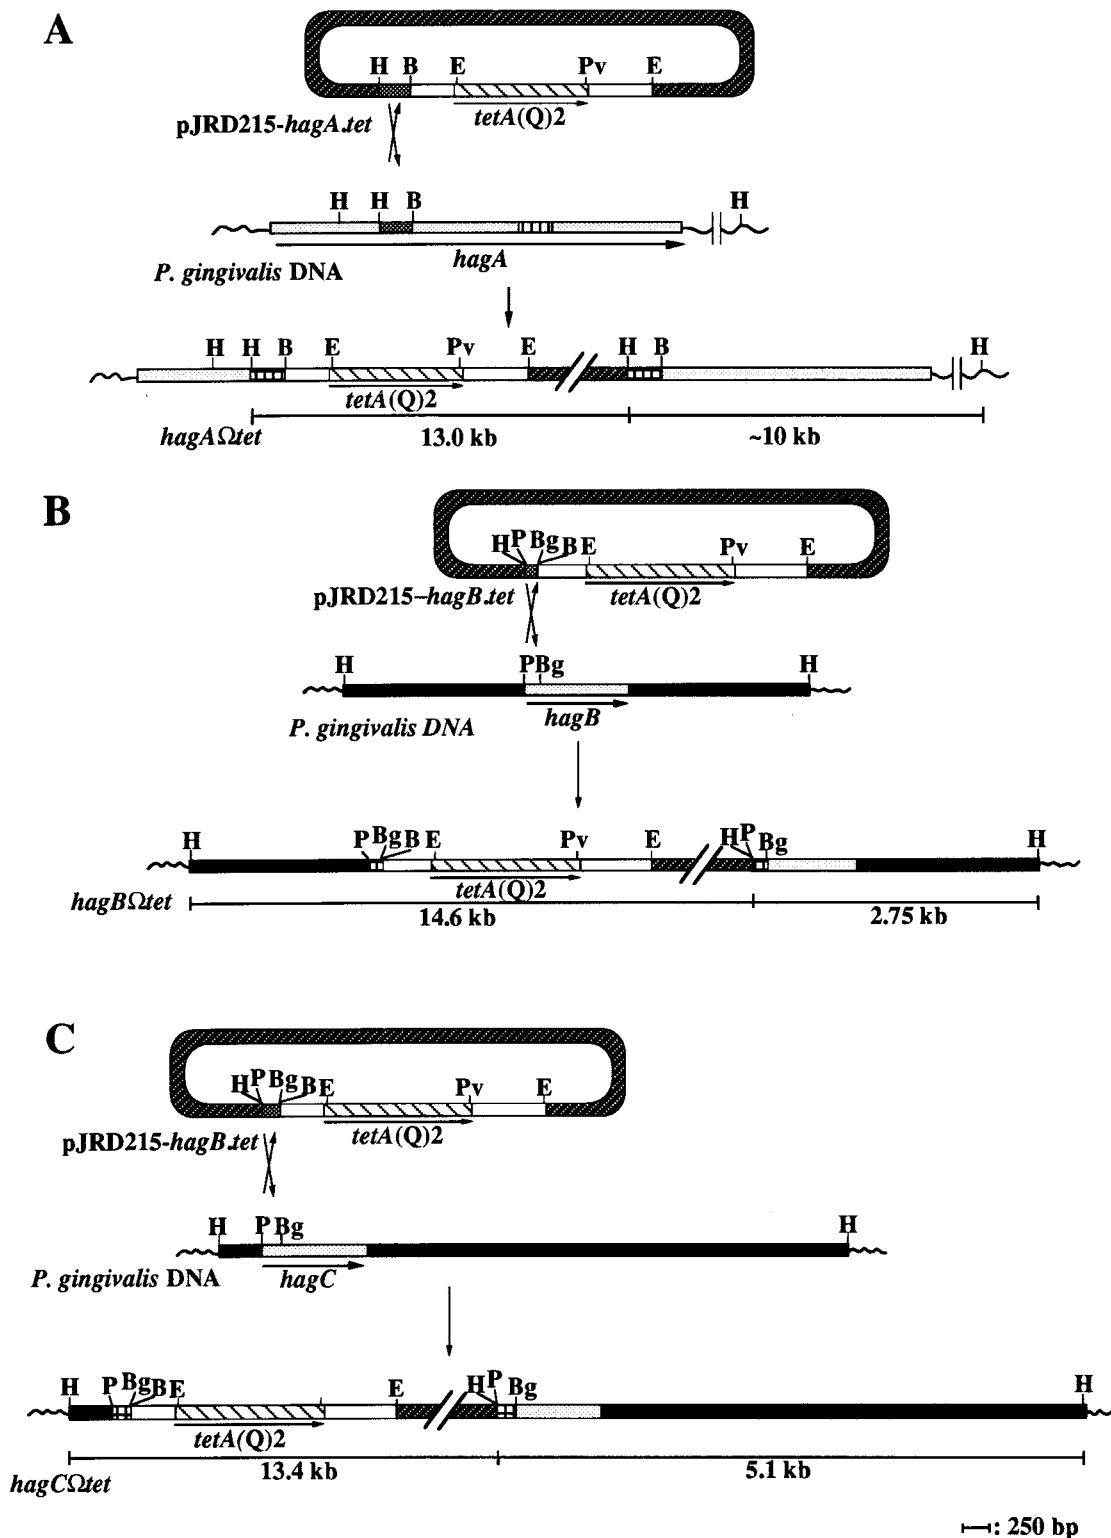 A
H B E Pv E
tetA(Q)2
pJRD215-hagA.tet
H H B H
hagA
P. gingivalis DNA
H H B E Pv E H B H
tetA(Q)2
hagAΩtet 13.0 kb ~10 kb
B
H P Bg B E Pv E
pJRD215-hagB.tet tetA(Q)2
H P Bg H
hagB
P. gingivalis DNA
H P Bg B E Pv E H P Bg H
tetA(Q)2
hagBΩtet 14.6 kb 2.75 kb
C
H P Bg B E Pv E
tetA(Q)2
pJRD215-hagB.tet
H P Bg H
P. gingivalis DNA hagC
H P Bg B E E H P Bg H
tetA(Q)2
hagCΩtet 13.4 kb 5.1 kb
: 250 bp